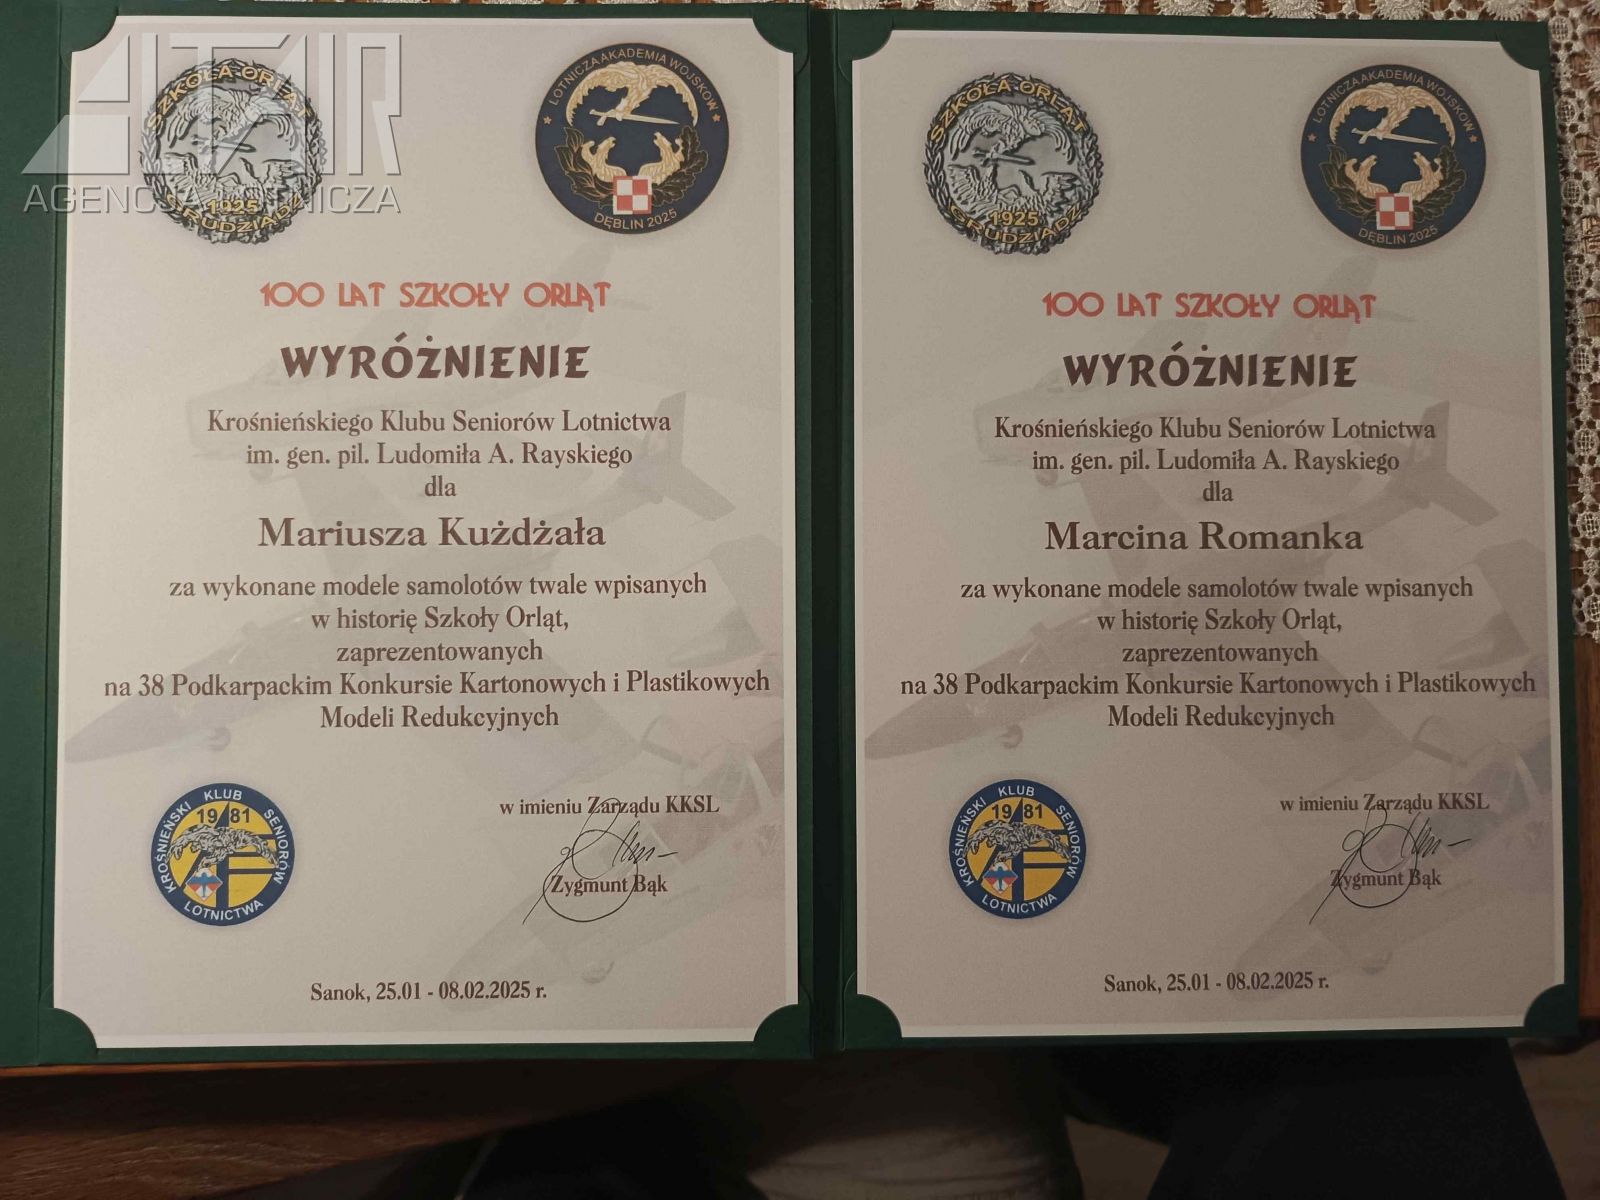 ALTAIR
AGENCJA LOTNICZA
SZKOŁA ORLĄT
1925
GRUDZIĄDZ
LOTNICZA AKADEMIA WOJSKOW
DĘBLIN 2025
100 LAT SZKOŁY ORLĄT
WYRÓŻNIENIE
Krośnieńskiego Klubu Seniorów Lotnictwa
im. gen. pil. Ludomiła A. Rayskiego
dla
Mariusza Kużdżała
za wykonane modele samolotów twale wpisanych
w historię Szkoły Orląt,
zaprezentowanych
na 38 Podkarpackim Konkursie Kartonowych i Plastikowych
Modeli Redukcyjnych
KROŚNIEŃSKI KLUB SENIORÓW
19 81
LOTNICTWA
w imieniu Zarządu KKSL
Zygmunt Bąk
Sanok, 25.01 - 08.02.2025 r.
SZKOŁA ORLĄT
1925
GRUDZIĄDZ
LOTNICZA AKADEMIA WOJSKOW
DĘBLIN 2025
100 LAT SZKOŁY ORLĄT
WYRÓŻNIENIE
Krośnieńskiego Klubu Seniorów Lotnictwa
im. gen. pil. Ludomiła A. Rayskiego
dla
Marcina Romanka
za wykonane modele samolotów twale wpisanych
w historię Szkoły Orląt,
zaprezentowanych
na 38 Podkarpackim Konkursie Kartonowych i Plastikowych
Modeli Redukcyjnych
KROŚNIEŃSKI KLUB SENIORÓW
19 81
LOTNICTWA
w imieniu Zarządu KKSL
Zygmunt Bąk
Sanok, 25.01 - 08.02.2025 r.